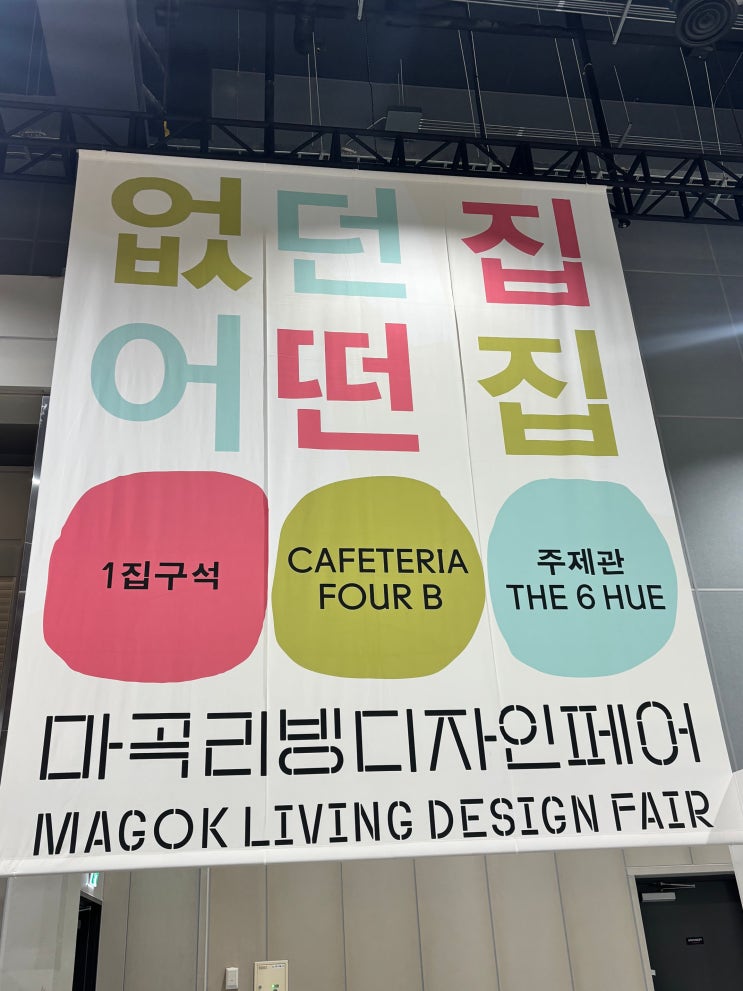 없던집
어떤집
1집구석
CAFETERIA
FOUR B
주제관
THE 6 HUE
마곡리빙디자인페어
MAGOK LIVING DESIGN FAIR